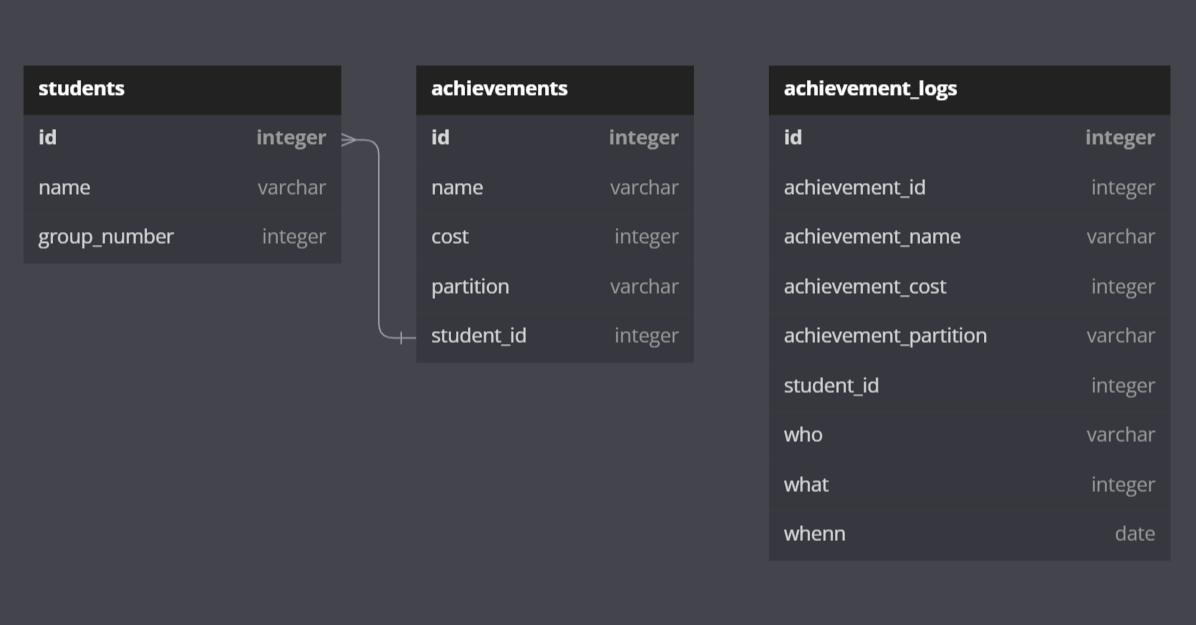 students
id integer
name varchar
group_number integer
achievements
id integer
name varchar
cost integer
partition varchar
student_id integer
achievement_logs
id integer
achievement_id integer
achievement_name varchar
achievement_cost integer
achievement_partition varchar
student_id integer
who varchar
what integer
whenn date